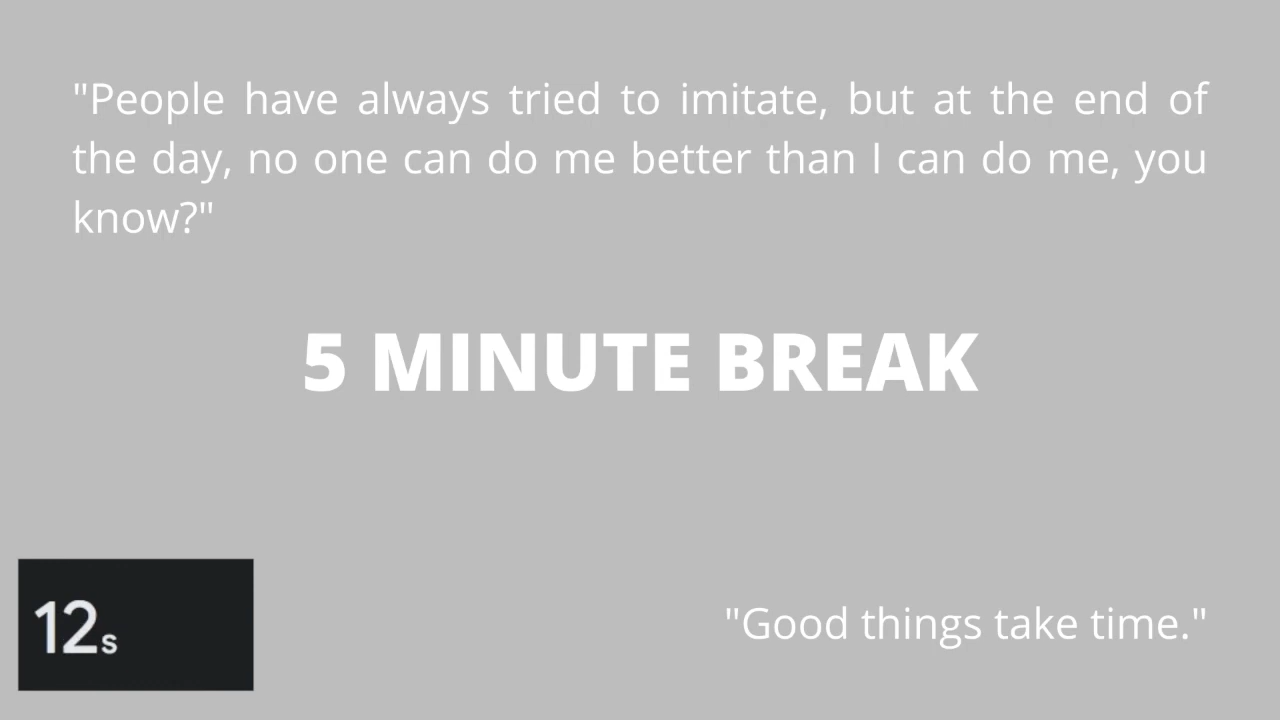 "People have always tried to imitate, but at the end of
the day, no one can do me better than I can do me, you
know?"
5 MINUTE BREAK
12s
"Good things take time."